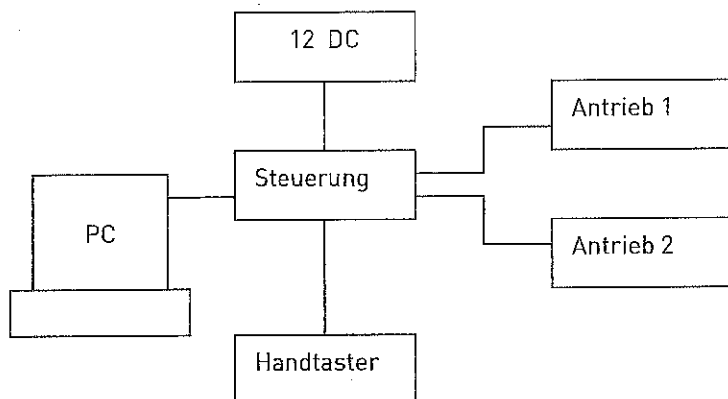 12 DC
Antrieb 1
Steuerung
PC
Antrieb 2
Handtaster